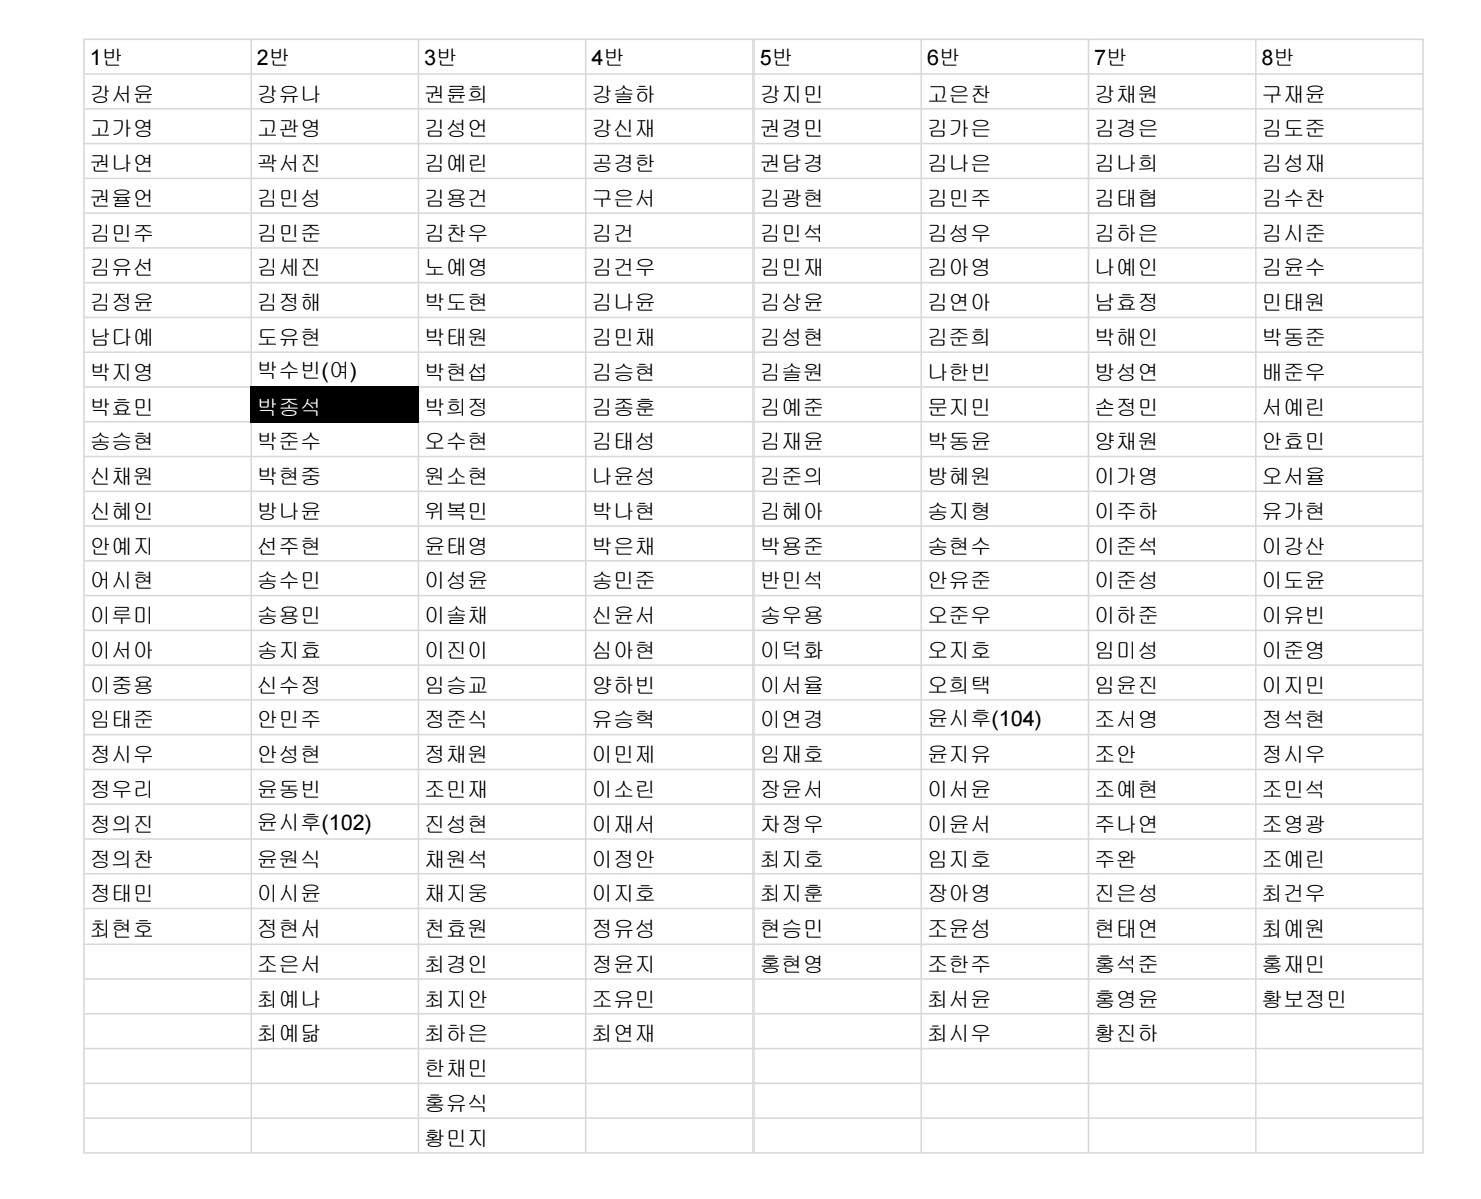 1반 2반 3반 4반 5반 6반 7반 8반
강서윤 강유나 권륜희 강솔하 강지민 고은찬 강채원 구재윤
고가영 고관영 김성언 강신재 권경민 김가은 김경은 김도준
권나연 곽서진 김예린 공경한 권담경 김나은 김나희 김성재
권율언 김민성 김용건 구은서 김광현 김민주 김태협 김수찬
김민주 김민준 김찬우 김건 김민석 김성우 김하은 김시준
김유선 김세진 노예영 김건우 김민재 김아영 나예인 김윤수
김정윤 김정해 박도현 김나윤 김상윤 김연아 남효정 민태원
남다예 도유현 박태원 김민채 김성현 김준희 박해인 박동준
박지영 박수빈(여) 박현섭 김승현 김솔원 나한빈 방성연 배준우
박효민 박종석 박희정 김종훈 김예준 문지민 손정민 서예린
송승현 박준수 오수현 김태성 김재윤 박동윤 양채원 안효민
신채원 박현중 원소현 나윤성 김준의 방혜원 이가영 오서율
신혜인 방나윤 위복민 박나현 김혜아 송지형 이주하 유가현
안예지 선주현 윤태영 박은채 박용준 송현수 이준석 이강산
어시현 송수민 이성윤 송민준 반민석 안유준 이준성 이도윤
이루미 송용민 이솔채 신윤서 송우용 오준우 이하준 이유빈
이서아 송지효 이진이 심아현 이덕화 오지호 임미성 이준영
이중용 신수정 임승교 양하빈 이서율 오희택 임윤진 이지민
임태준 안민주 정준식 유승혁 이연경 윤시후(104) 조서영 정석현
정시우 안성현 정채원 이민제 임재호 윤지유 조안 정시우
정우리 윤동빈 조민재 이소린 장윤서 이서윤 조예현 조민석
정의진 윤시후(102) 진성현 이재서 차정우 이윤서 주나연 조영광
정의찬 윤원식 채원석 이정안 최지호 임지호 주완 조예린
정태민 이시윤 채지웅 이지호 최지훈 장아영 진은성 최건우
최현호 정현서 천효원 정유성 현승민 조윤성 현태연 최예원
조은서 최경인 정윤지 홍현영 조한주 홍석준 홍재민
최예나 최지안 조유민 최서윤 홍영윤 황보정민
최예닮 최하은 최연재 최시우 황진하
한채민
홍유식
황민지